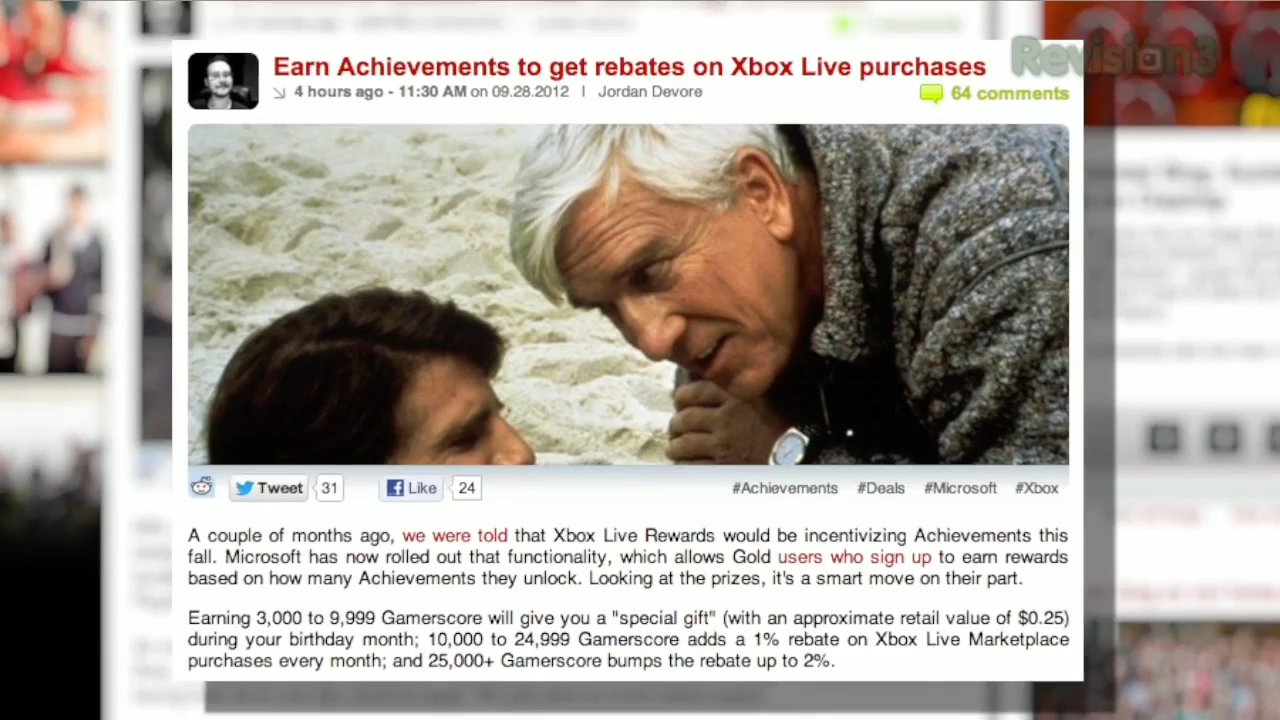 Revision3
Earn Achievements to get rebates on Xbox Live purchases
4 hours ago - 11:30 AM on 09.28.2012 | Jordan Devore
64 comments
Tweet 31 Like 24 #Achievements #Deals #Microsoft #Xbox
A couple of months ago, we were told that Xbox Live Rewards would be incentivizing Achievements this
fall. Microsoft has now rolled out that functionality, which allows Gold users who sign up to earn rewards
based on how many Achievements they unlock. Looking at the prizes, it's a smart move on their part.
Earning 3,000 to 9,999 Gamerscore will give you a "special gift" (with an approximate retail value of $0.25)
during your birthday month; 10,000 to 24,999 Gamerscore adds a 1% rebate on Xbox Live Marketplace
purchases every month; and 25,000+ Gamerscore bumps the rebate up to 2%.